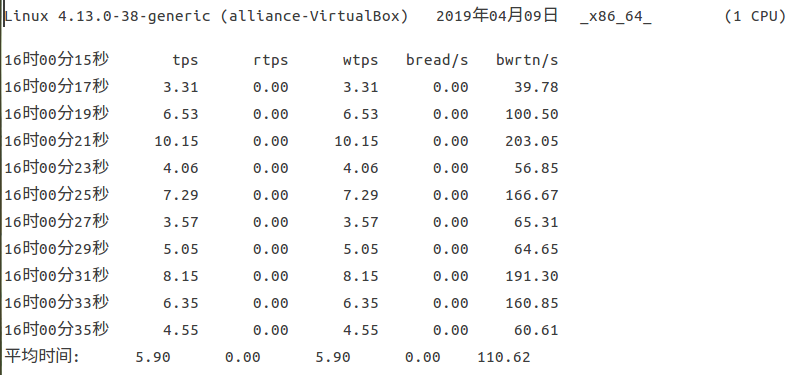 Linux 4.13.0-38-generic (alliance-VirtualBox) 2019年04月09日 _x86_64_ (1 CPU)
16时00分15秒 tps rtps wtps bread/s bwrtn/s
16时00分17秒 3.31 0.00 3.31 0.00 39.78
16时00分19秒 6.53 0.00 6.53 0.00 100.50
16时00分21秒 10.15 0.00 10.15 0.00 203.05
16时00分23秒 4.06 0.00 4.06 0.00 56.85
16时00分25秒 7.29 0.00 7.29 0.00 166.67
16时00分27秒 3.57 0.00 3.57 0.00 65.31
16时00分29秒 5.05 0.00 5.05 0.00 64.65
16时00分31秒 8.15 0.00 8.15 0.00 191.30
16时00分33秒 6.35 0.00 6.35 0.00 160.85
16时00分35秒 4.55 0.00 4.55 0.00 60.61
平均时间: 5.90 0.00 5.90 0.00 110.62